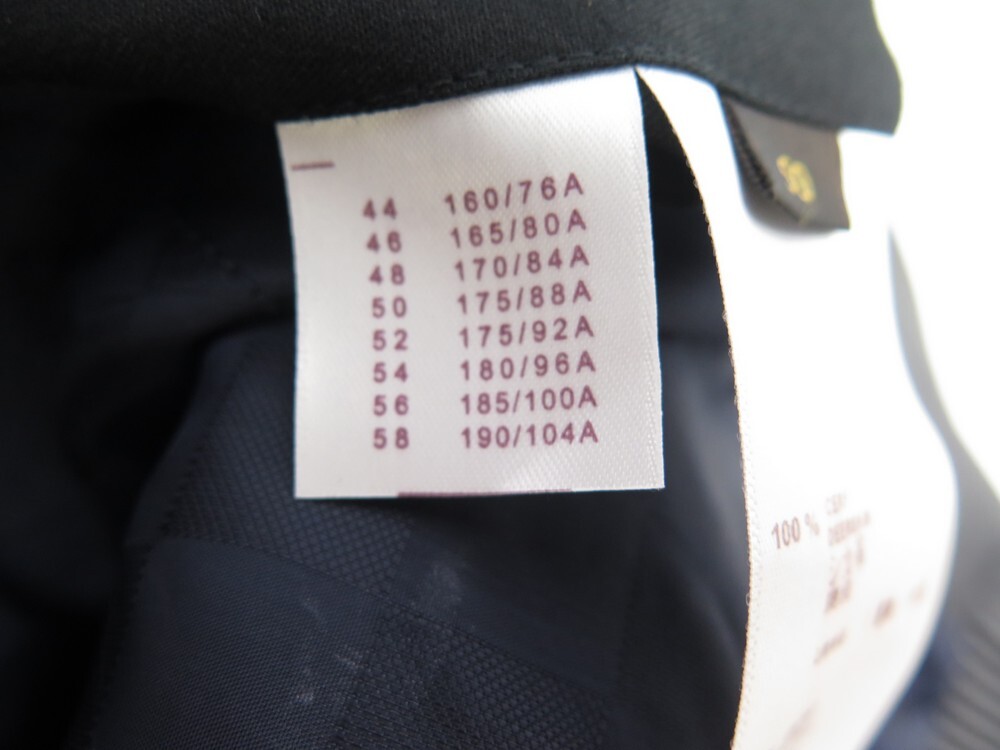 44 160/76A
46 165/80A
48 170/84A
50 175/88A
52 175/92A
54 180/96A
56 185/100A
58 190/104A
100 %